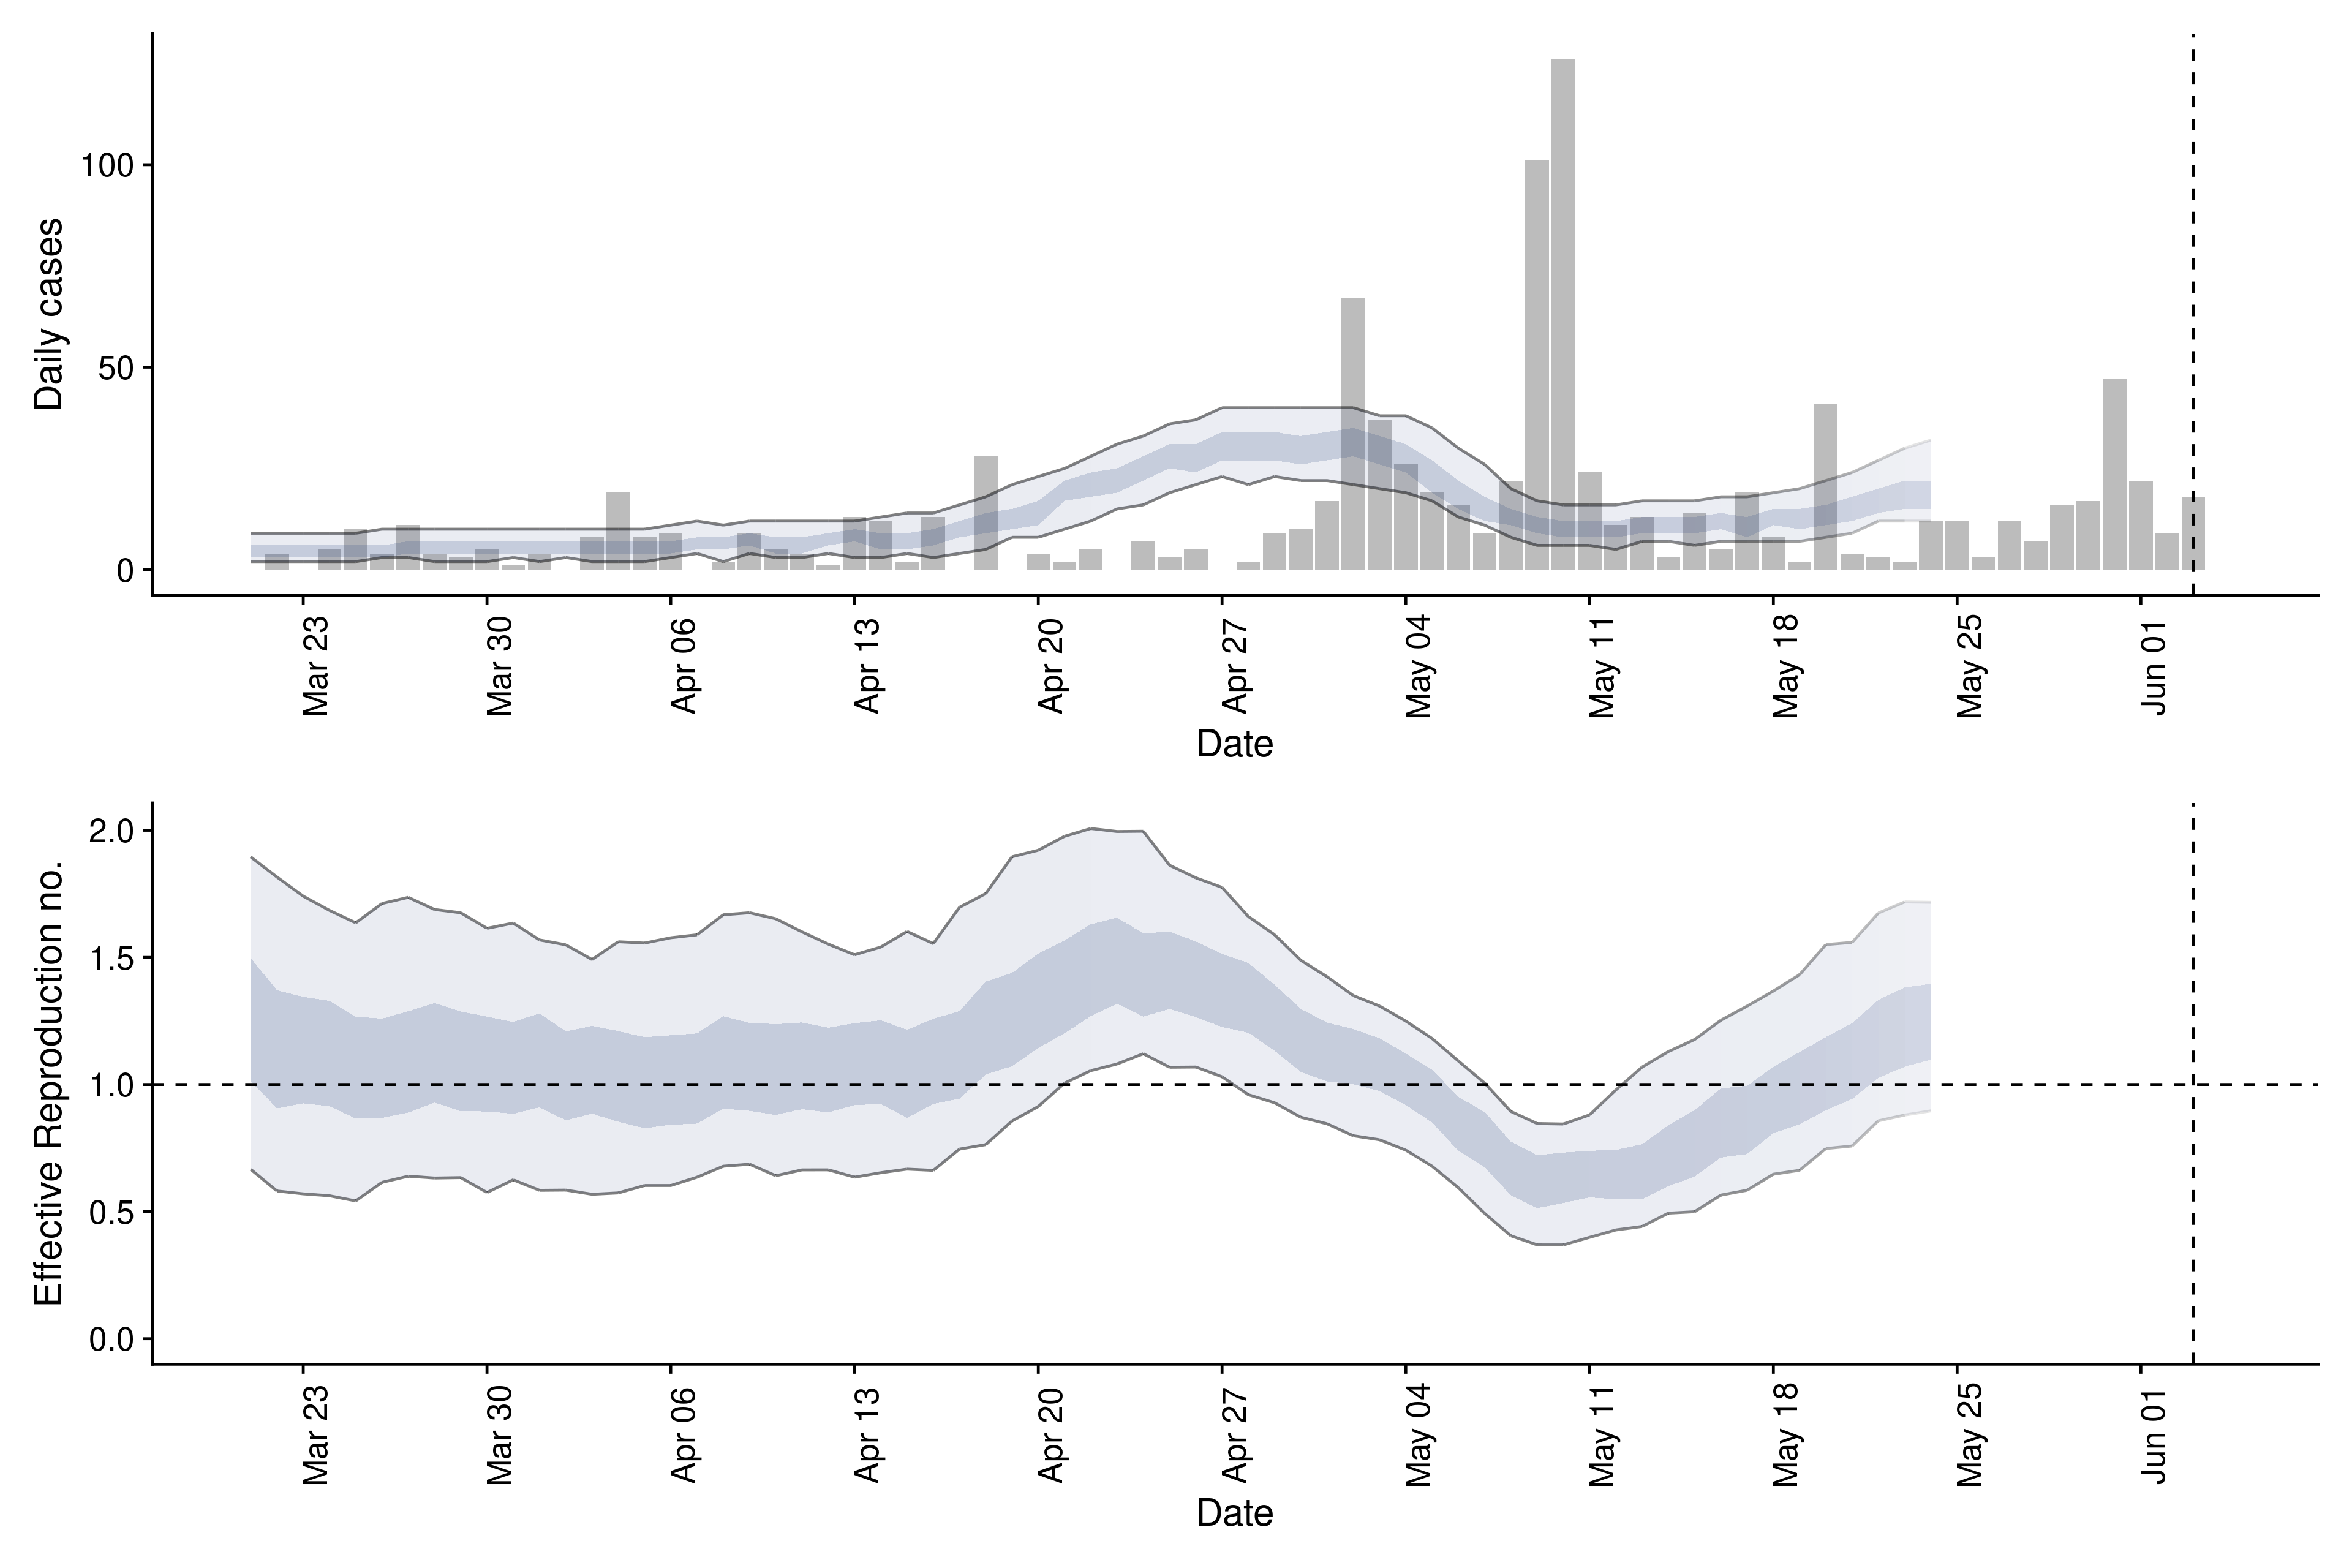 Daily cases
100
50
0
Mar 23
Mar 30
Apr 06
Apr 13
Apr 20
Apr 27
May 04
May 11
May 18
May 25
Jun 01
Date
Effective Reproduction no.
2.0
1.5
1.0
0.5
0.0
Mar 23
Mar 30
Apr 06
Apr 13
Apr 20
Apr 27
May 04
May 11
May 18
May 25
Jun 01
Date